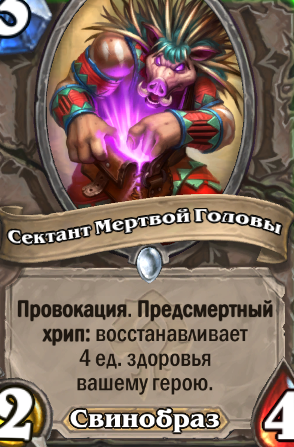 Сектант Мертвой Головы
Провокация. Предсмертный
хрип: восстанавливает
4 ед. здоровья
вашему герою.
2
Свинобраз
4